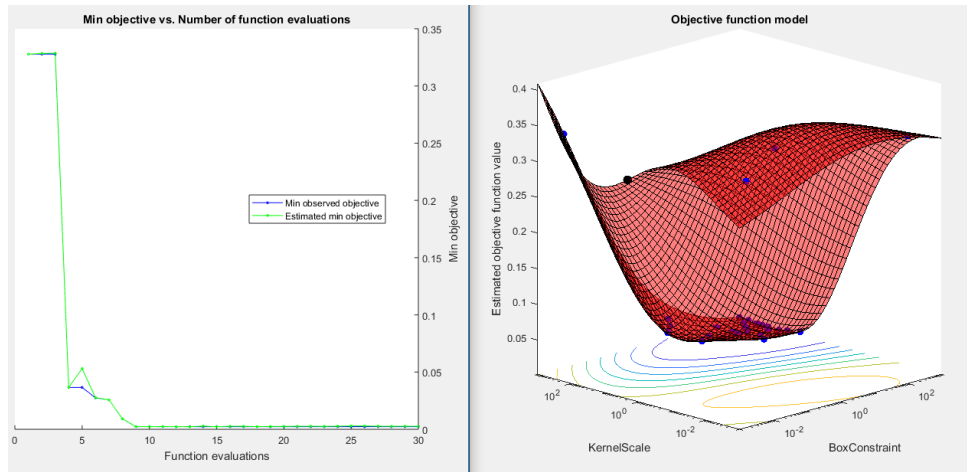 Min objective vs. Number of function evaluations
0.35
0.3
0.25
0.2
0.15
0.1
0.05
0
Min objective
Min observed objective
Estimated min objective
0 5 10 15 20 25 30
Function evaluations
Objective function model
0.4
0.35
0.3
0.25
0.2
0.15
0.1
0.05
Estimated objective function value
10^2
10^0
10^-2
KernelScale
10^-2
10^0
10^2
BoxConstraint